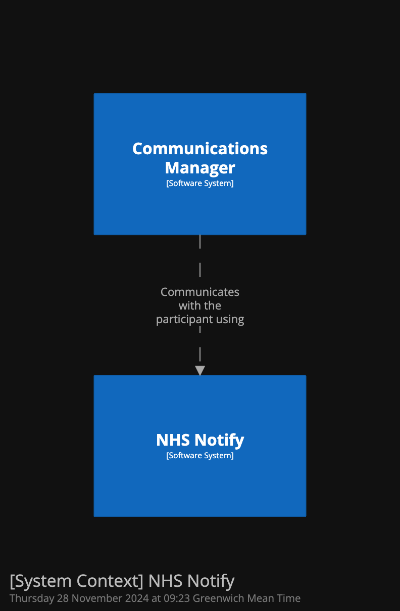 Communications
Manager
[Software System]
Communicates
with the
participant using
NHS Notify
[Software System]
[System Context] NHS Notify
Thursday 28 November 2024 at 09:23 Greenwich Mean Time